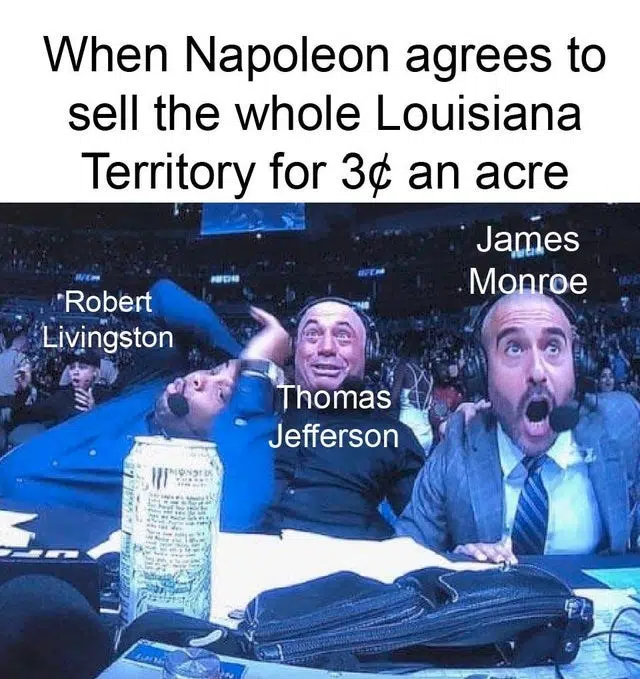 When Napoleon agrees to
sell the whole Louisiana
Territory for 3¢ an acre
James
Monroe
Robert
Livingston
Thomas
Jefferson
MONSTER